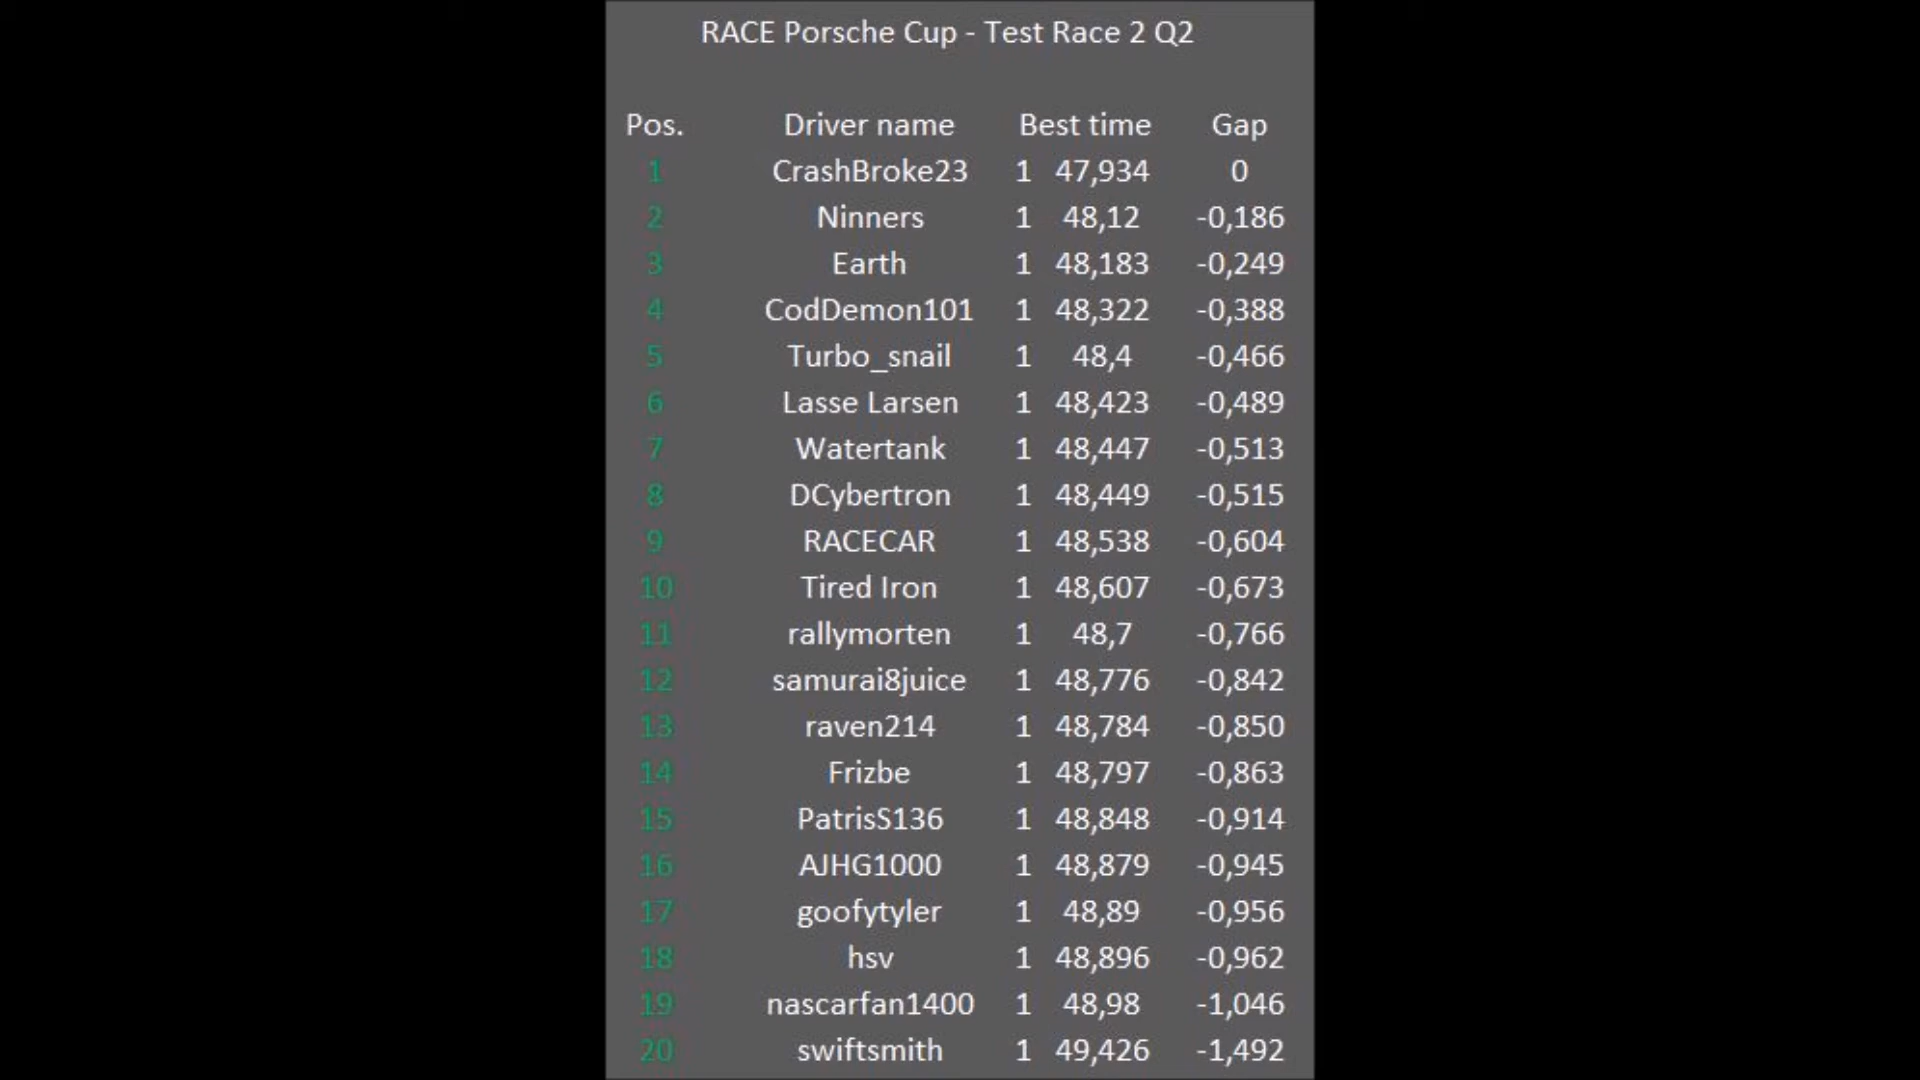 RACE Porsche Cup - Test Race 2 Q2
Pos. Driver name Best time Gap
1 CrashBroke23 1 47,934 0
2 Ninners 1 48,12 -0,186
3 Earth 1 48,183 -0,249
4 CodDemon101 1 48,322 -0,388
5 Turbo_snail 1 48,4 -0,466
6 Lasse Larsen 1 48,423 -0,489
7 Watertank 1 48,447 -0,513
8 DCybertron 1 48,449 -0,515
9 RACECAR 1 48,538 -0,604
10 Tired Iron 1 48,607 -0,673
11 rallymorten 1 48,7 -0,766
12 samurai8juice 1 48,776 -0,842
13 raven214 1 48,784 -0,850
14 Frizbe 1 48,797 -0,863
15 PatrisS136 1 48,848 -0,914
16 AJHG1000 1 48,879 -0,945
17 goofytyler 1 48,89 -0,956
18 hsv 1 48,896 -0,962
19 nascarfan1400 1 48,98 -1,046
20 swiftsmith 1 49,426 -1,492